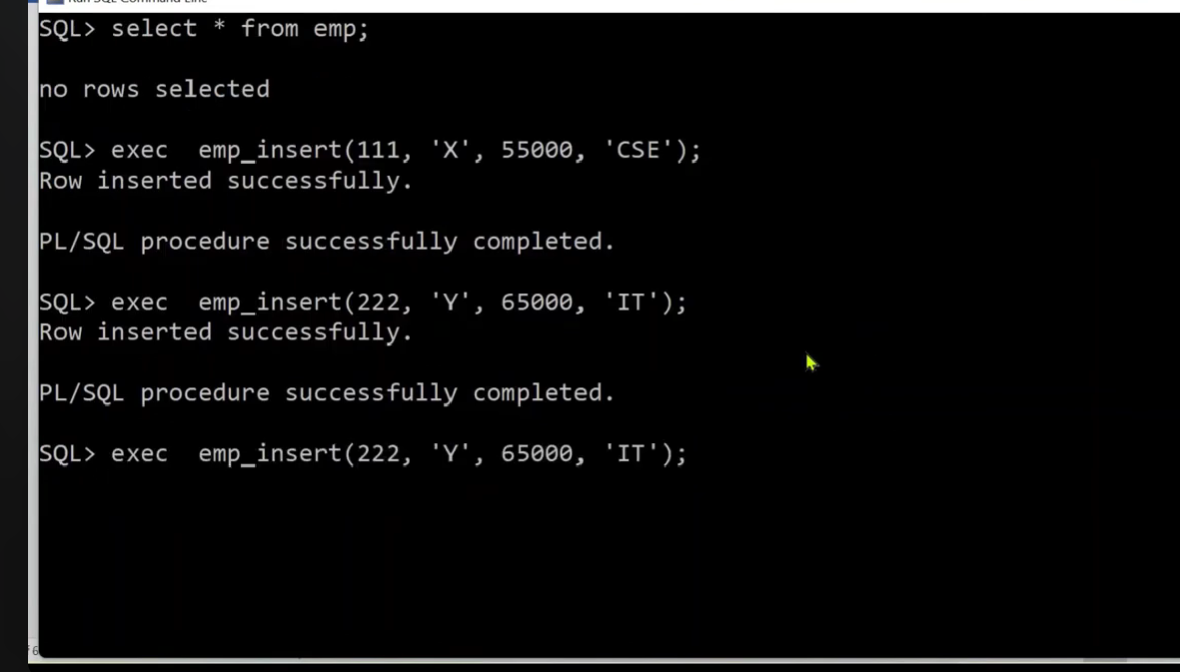 Run SQL Command Line
SQL> select * from emp;
no rows selected
SQL> exec  emp_insert(111, 'X', 55000, 'CSE');
Row inserted successfully.
PL/SQL procedure successfully completed.
SQL> exec  emp_insert(222, 'Y', 65000, 'IT');
Row inserted successfully.
PL/SQL procedure successfully completed.
SQL> exec  emp_insert(222, 'Y', 65000, 'IT');